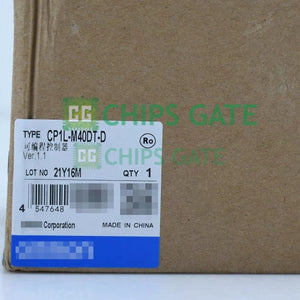 CHIPS GATE
TYPE CP1L-M40DT-D
可编程控制器
Ver.1.1
Ro
CHIPS GATE
LOT NO 21Y16M QTY 1
4 547648
Corporation MADE IN CHINA